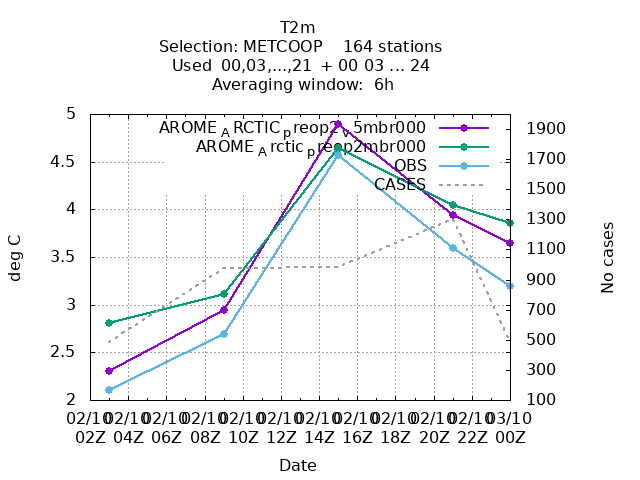 T2m
Selection: METCOOP    164 stations
Used  00,03,...,21  + 00 03 ... 24
Averaging window:  6h
AROME_ARCTIC_preop2_v5mbr000
AROME_Arctic_preop2mbr000
OBS
CASES
5
4.5
4
3.5
3
2.5
2
deg C
1900
1700
1500
1300
1100
900
700
500
300
100
No cases
02/10 02/10 02/10 02/10 02/10 02/10 02/10 02/10 02/10 02/10 02/10 03/10
02Z 04Z 06Z 08Z 10Z 12Z 14Z 16Z 18Z 20Z 22Z 00Z
Date